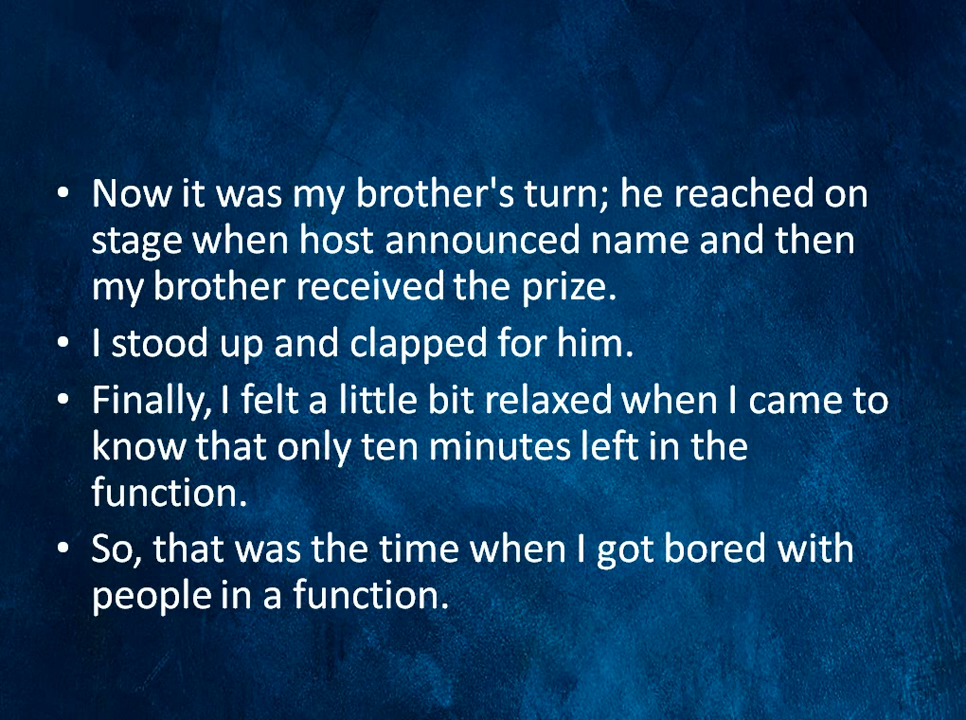 • Now it was my brother's turn; he reached on
stage when host announced name and then
my brother received the prize.
• I stood up and clapped for him.
• Finally, I felt a little bit relaxed when I came to
know that only ten minutes left in the
function.
• So, that was the time when I got bored with
people in a function.